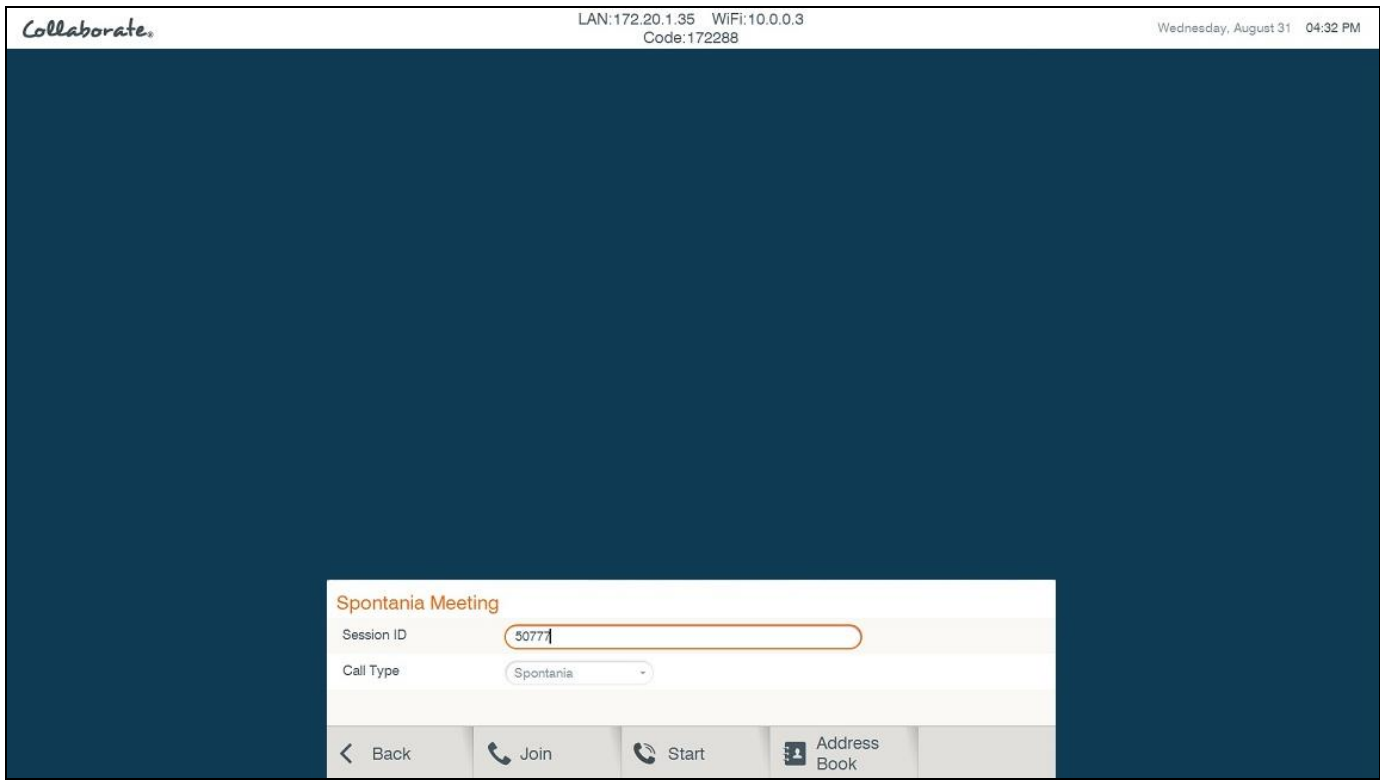 Collaborate®
LAN:172.20.1.35 WiFi:10.0.0.3
Code:172288
Wednesday, August 31 04:32 PM
Spontania Meeting
Session ID 50777
Call Type Spontania
Back Join Start Address Book